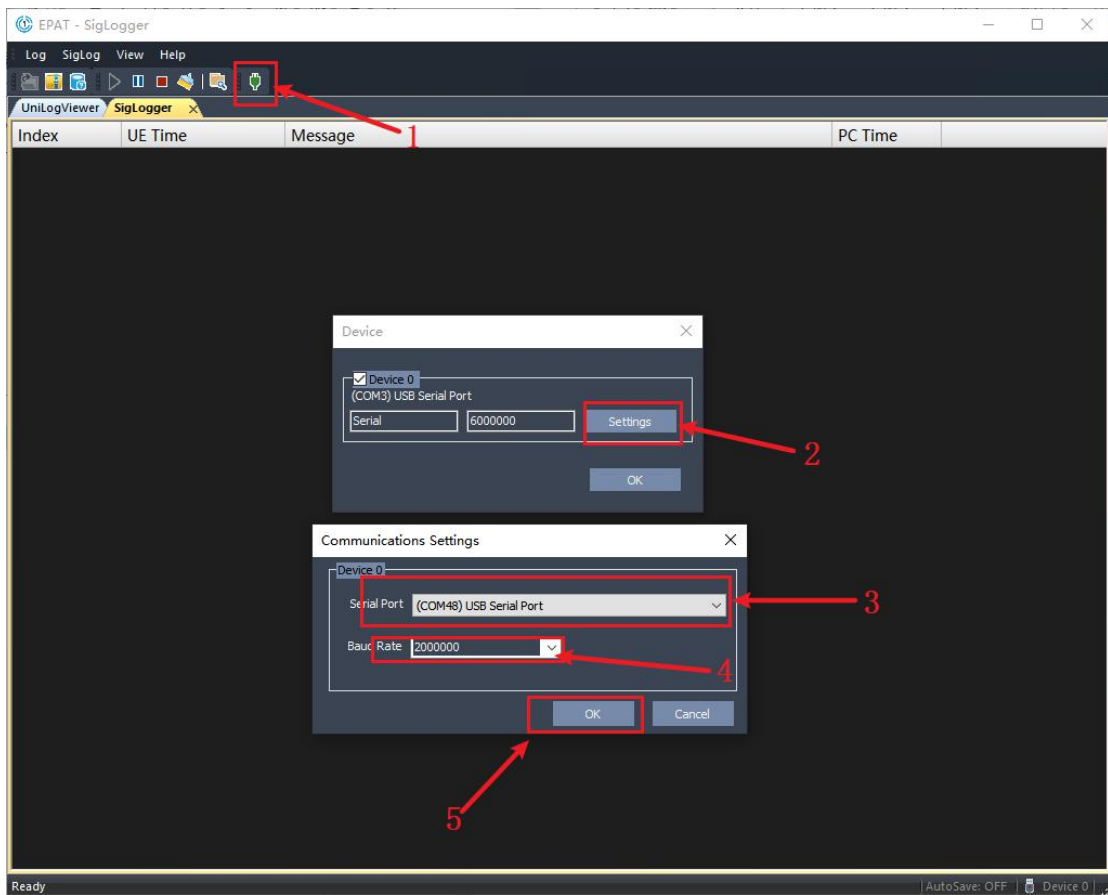 EPAT - SigLogger
Log SigLog View Help
UniLogViewer SigLogger
1
Index UE Time Message PC Time
Device
Device 0
(COM3) USB Serial Port
Serial 6000000 Settings
2
OK
Communications Settings
Device 0
Serial Port (COM48) USB Serial Port
3
Baud Rate 2000000
4
OK Cancel
5
Ready AutoSave: OFF Device 0